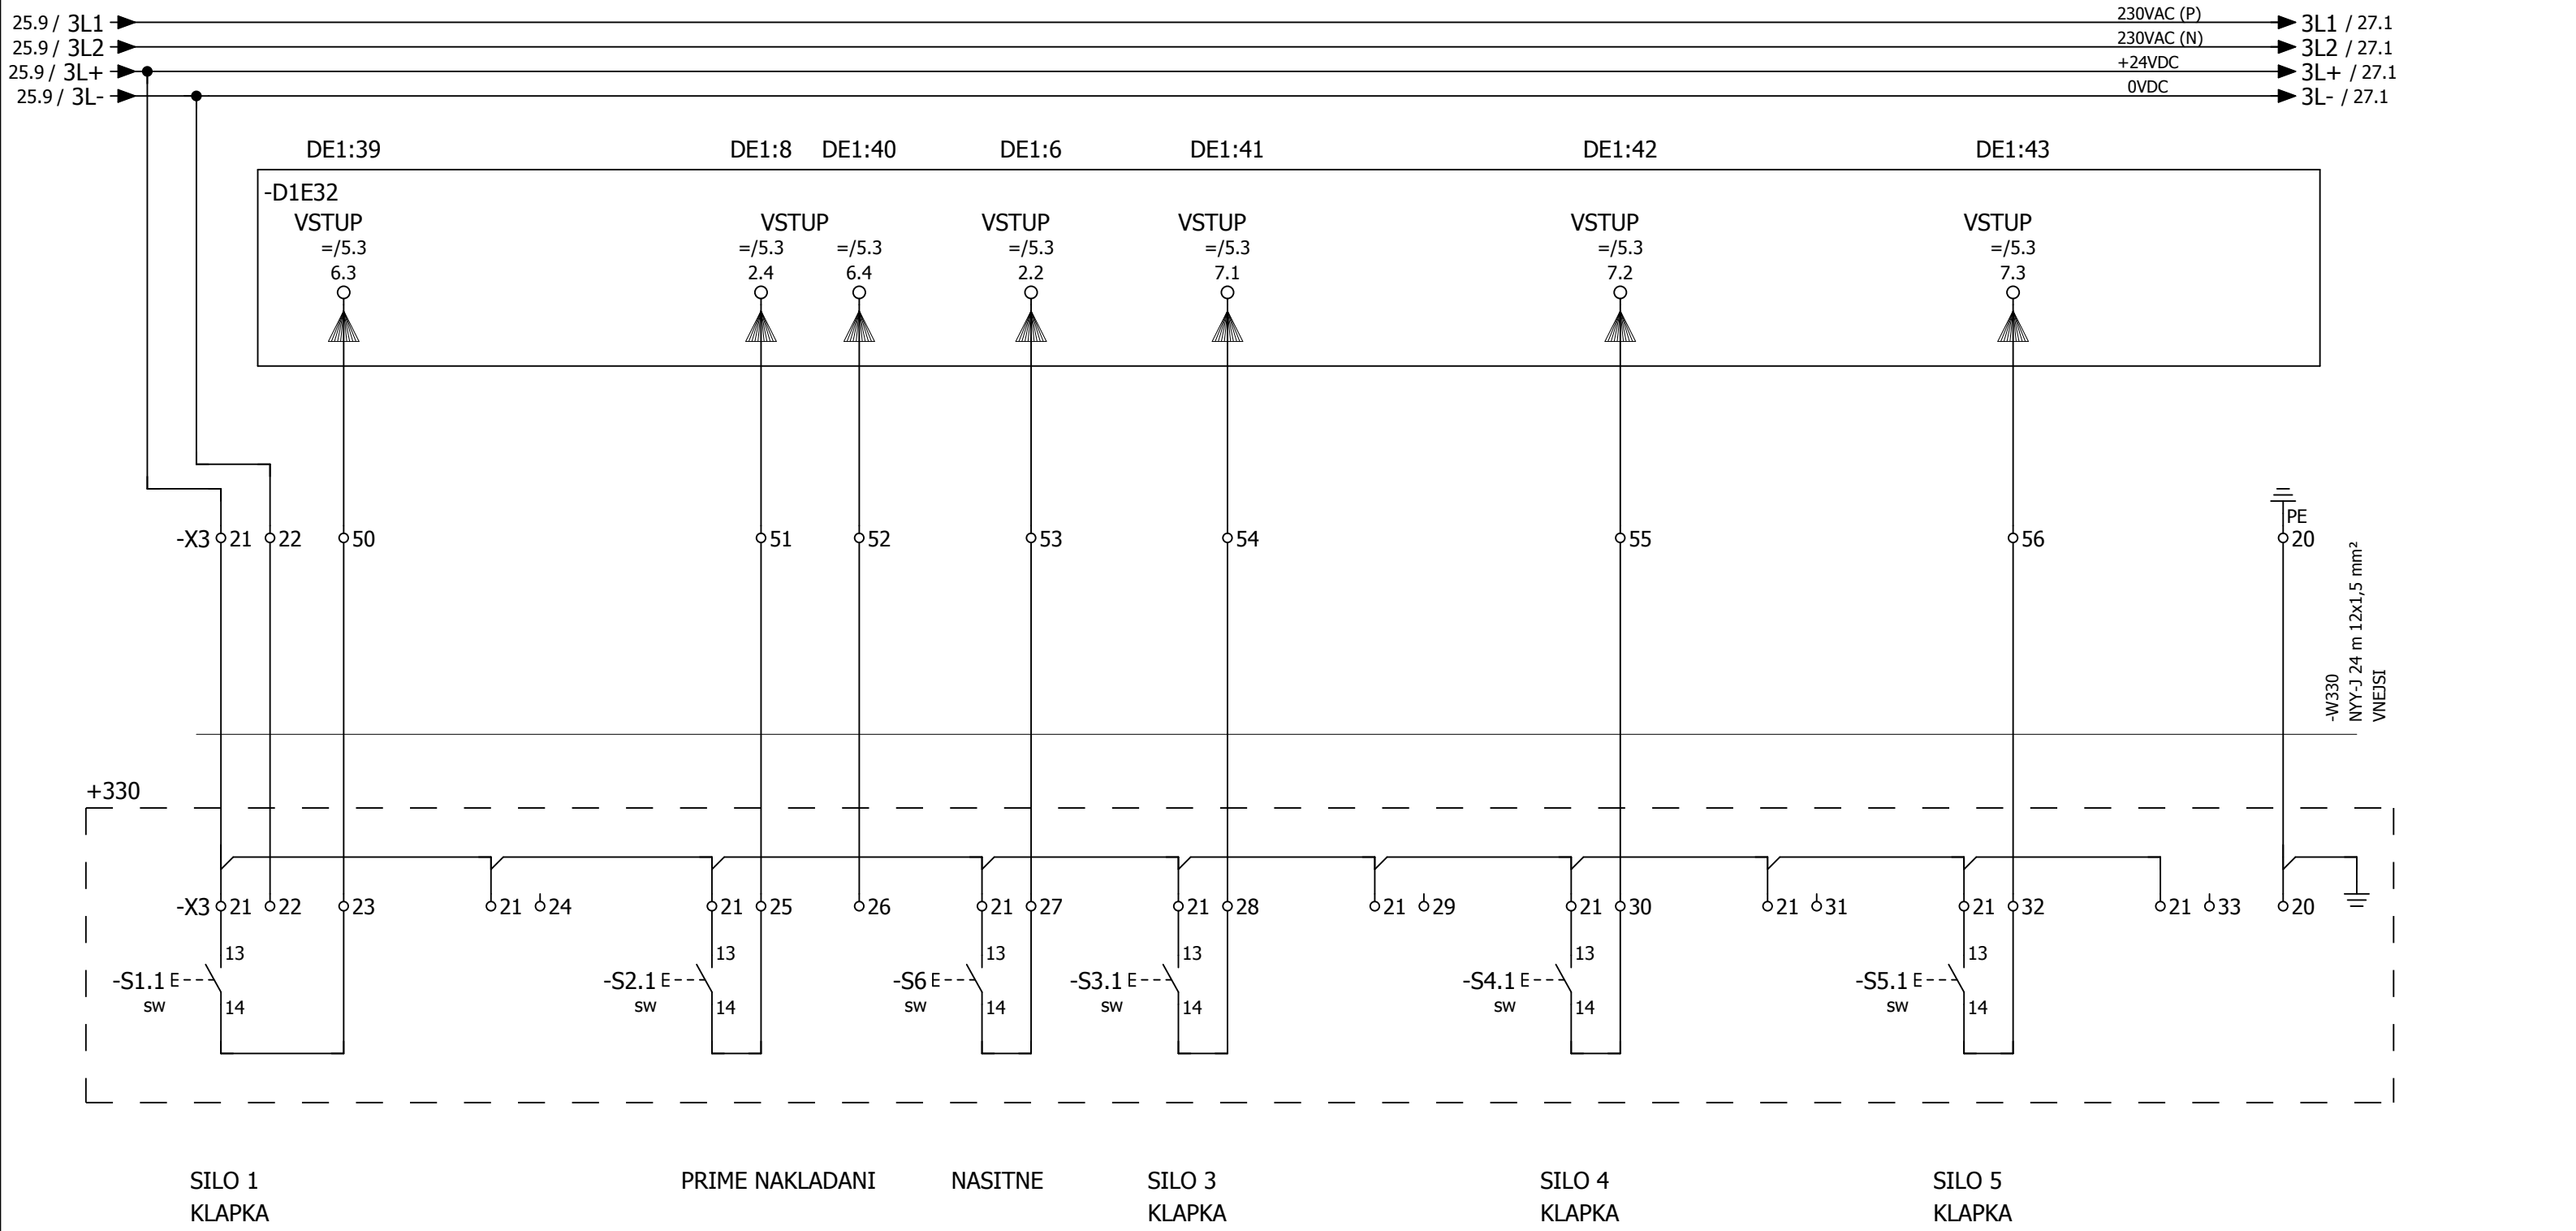 25.9 / 3L1 230VAC (P) 3L1 / 27.1
25.9 / 3L2 230VAC (N) 3L2 / 27.1
25.9 / 3L+ +24VDC 3L+ / 27.1
25.9 / 3L- 0VDC 3L- / 27.1
DE1:39 DE1:8 DE1:40 DE1:6 DE1:41 DE1:42 DE1:43
-D1E32
VSTUP VSTUP VSTUP VSTUP VSTUP VSTUP
=/5.3 =/5.3 =/5.3 =/5.3 =/5.3 =/5.3 =/5.3
6.3 2.4 6.4 2.2 7.1 7.2 7.3
PE
-X3 21 22 50 51 52 53 54 55 56 20
-W330
NYY-J 24 m 12x1,5 mm²
VNEJSI
+330
-X3 21 22 23 21 24 21 25 26 21 27 21 28 21 29 21 30 21 31 21 32 21 33 20
13 13 13 13 13 13
-S1.1 E -S2.1 E -S6 E -S3.1 E -S4.1 E -S5.1 E
sw 14 sw 14 sw 14 sw 14 sw 14 sw 14
SILO 1 PRIME NAKLADANI NASITNE SILO 3 SILO 4 SILO 5
KLAPKA KLAPKA KLAPKA KLAPKA